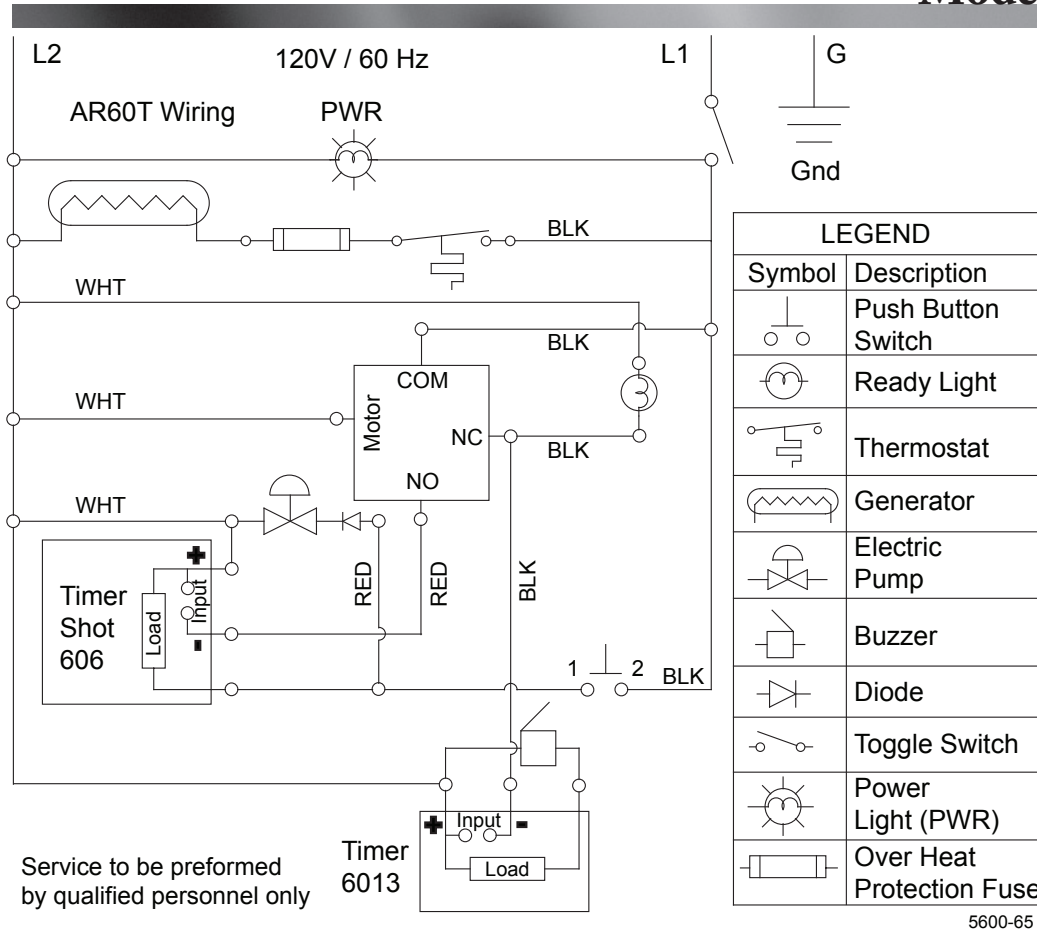 L2
120V / 60 Hz
L1
G
AR60T Wiring
PWR
Gnd
BLK
WHT
BLK
COM
WHT
Motor
NC
BLK
NO
WHT
RED
RED
BLK
Timer
Shot
606
Load
+
Input
-
1
2
BLK
+
Input
-
Load
Timer
6013
Service to be preformed
by qualified personnel only
LEGEND
Symbol Description
Push Button
Switch
Ready Light
Thermostat
Generator
Electric
Pump
Buzzer
Diode
Toggle Switch
Power
Light (PWR)
Over Heat
Protection Fuse
5600-65